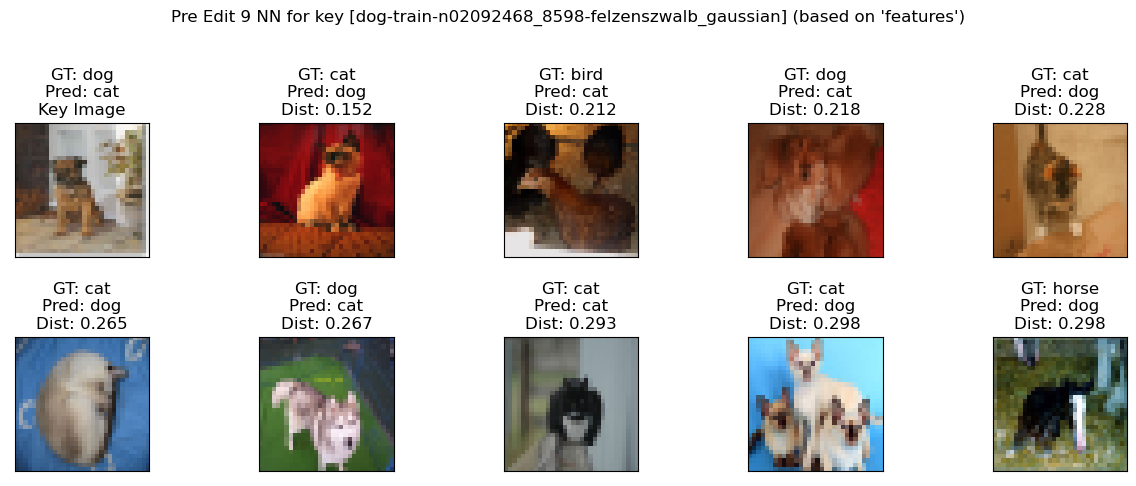 Pre Edit 9 NN for key [dog-train-n02092468_8598-felzenszwalb_gaussian] (based on 'features')
GT: dog
Pred: cat
Key Image
GT: cat
Pred: dog
Dist: 0.152
GT: bird
Pred: cat
Dist: 0.212
GT: dog
Pred: cat
Dist: 0.218
GT: cat
Pred: dog
Dist: 0.228
GT: cat
Pred: dog
Dist: 0.265
GT: dog
Pred: cat
Dist: 0.267
GT: cat
Pred: cat
Dist: 0.293
GT: cat
Pred: dog
Dist: 0.298
GT: horse
Pred: dog
Dist: 0.298